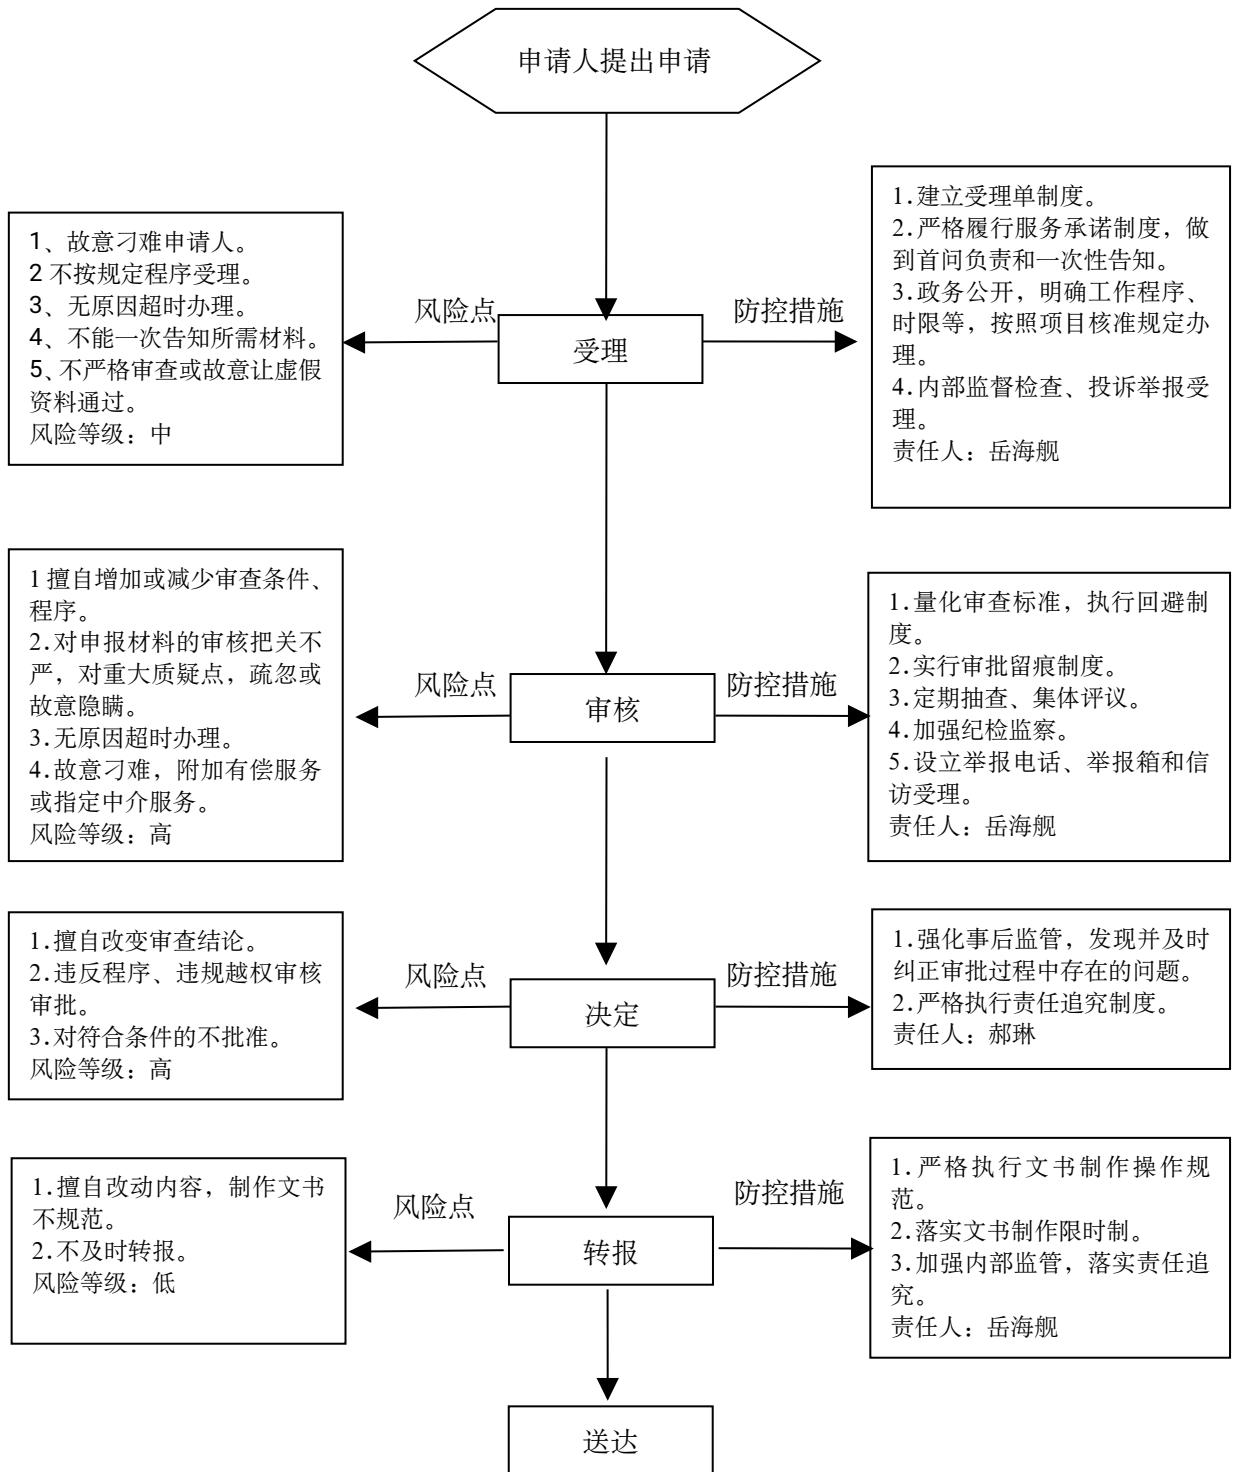 申请人提出申请
1、故意刁难申请人。
2 不按规定程序受理。
3、无原因超时办理。
4、不能一次告知所需材料。
5、不严格审查或故意让虚假
资料通过。
风险等级：中
风险点
受理
防控措施
1.建立受理单制度。
2.严格履行服务承诺制度，做
到首问负责和一次性告知。
3.政务公开，明确工作程序、
时限等，按照项目核准规定办
理。
4.内部监督检查、投诉举报受
理。
责任人：岳海舰
1 擅自增加或减少审查条件、
程序。
2.对申报材料的审核把关不
严，对重大质疑点，疏忽或
故意隐瞒。
3.无原因超时办理。
4.故意刁难，附加有偿服务
或指定中介服务。
风险等级：高
风险点
审核
防控措施
1.量化审查标准，执行回避制
度。
2.实行审批留痕制度。
3.定期抽查、集体评议。
4.加强纪检监察。
5.设立举报电话、举报箱和信
访受理。
责任人：岳海舰
1.擅自改变审查结论。
2.违反程序、违规越权审核
审批。
3.对符合条件的不批准。
风险等级：高
风险点
决定
防控措施
1.强化事后监管，发现并及时
纠正审批过程中存在的问题。
2.严格执行责任追究制度。
责任人：郝琳
1.擅自改动内容，制作文书
不规范。
2.不及时转报。
风险等级：低
风险点
转报
防控措施
1.严格执行文书制作操作规
范。
2.落实文书制作限时制。
3.加强内部监管，落实责任追
究。
责任人：岳海舰
送达